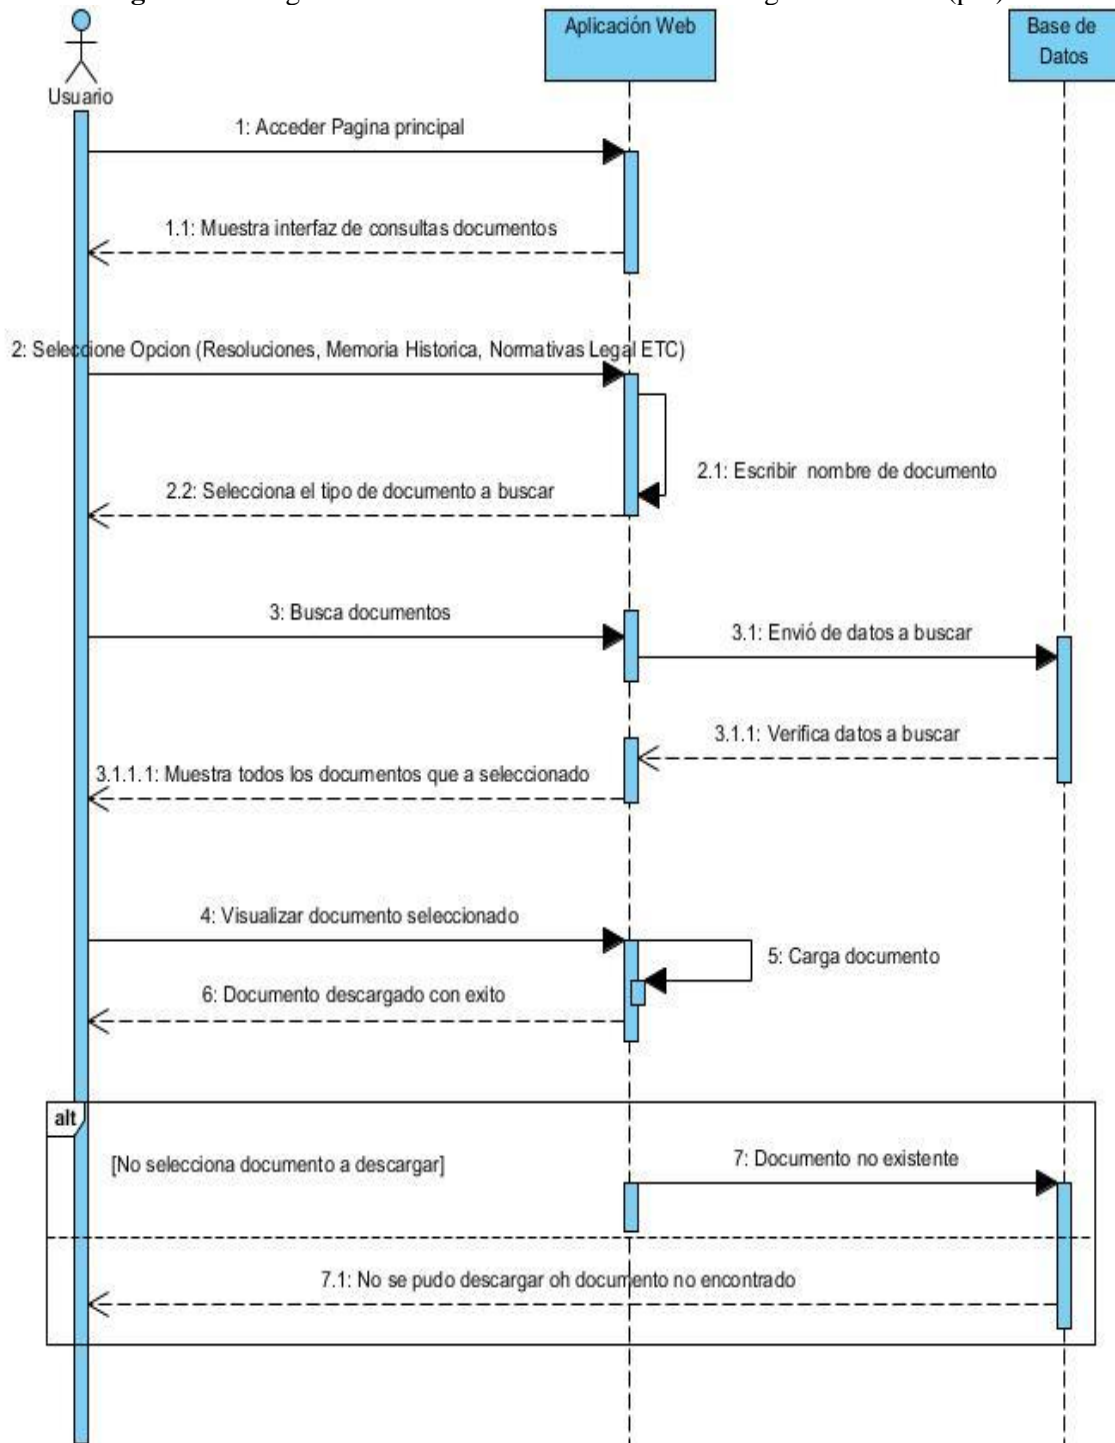 Usuario
Aplicación Web
Base de
Datos
1: Acceder Pagina principal
1.1: Muestra interfaz de consultas documentos
2: Seleccione Opcion (Resoluciones, Memoria Historica, Normativas Legal ETC)
2.1: Escribir nombre de documento
2.2: Selecciona el tipo de documento a buscar
3: Busca documentos
3.1: Envió de datos a buscar
3.1.1: Verifica datos a buscar
3.1.1.1: Muestra todos los documentos que a seleccionado
4: Visualizar documento seleccionado
5: Carga documento
6: Documento descargado con exito
alt
[No selecciona documento a descargar]
7: Documento no existente
7.1: No se pudo descargar oh documento no encontrado